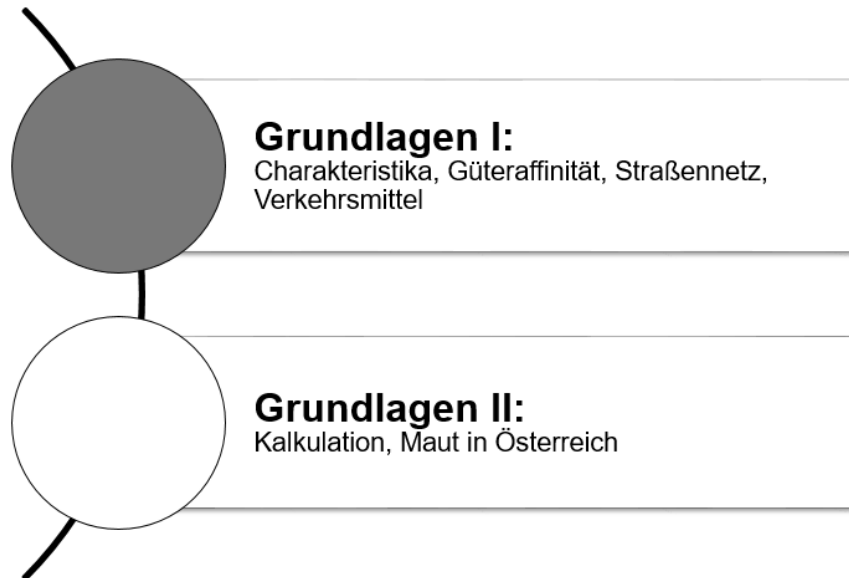 Grundlagen I:
Charakteristika, Güteraffinität, Straßennetz,
Verkehrsmittel
Grundlagen II:
Kalkulation, Maut in Österreich